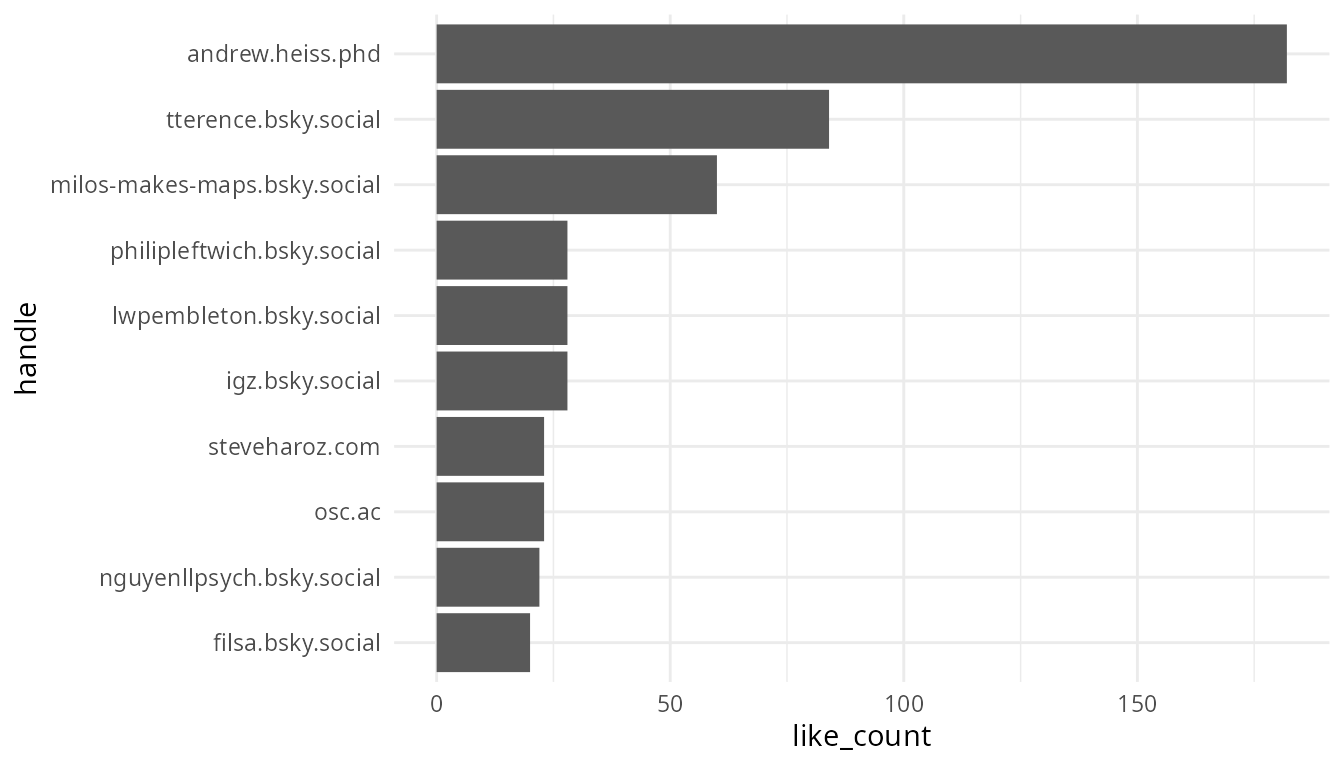 andrew.heiss.phd
tterence.bsky.social
milos-makes-maps.bsky.social
philipleftwich.bsky.social
lwpembleton.bsky.social
igz.bsky.social
steveharoz.com
osc.ac
nguyenllpsych.bsky.social
filsa.bsky.social
handle
0 50 100 150
like_count